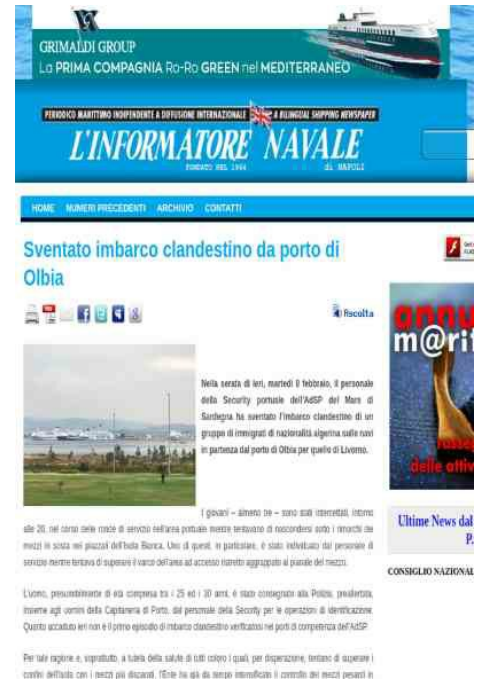 GRIMALDI GROUP
La PRIMA COMPAGNIA Ro-Ro GREEN nel MEDITERRANEO
PERIODICO MARITTIMO INDIPENDENTE A DIFFUSIONE INTERNAZIONALE A BILINGUAL SHIPPING NEWSPAPER
L'INFORMATORE NAVALE
FONDATO NEL 1966 di NAPOLI
HOME NUMERI PRECEDENTI ARCHIVIO CONTATTI
Sventato imbarco clandestino da porto di
Olbia
Ascolta
Nella serata di ieri, martedì 8 febbraio, il personale
della Security portuale dell'AdSP del Mare di
Sardegna ha sventato l'imbarco clandestino di un
gruppo di immigrati di nazionalità algerina sulle navi
in partenza dal porto di Olbia per quello di Livorno.
I giovani – almeno tre – sono stati intercettati, intorno
alle 20, nel corso delle ronde di servizio nell'area portuale mentre tentavano di nascondersi sotto i rimorchi dei
mezzi in sosta nei piazzali dell'Isola Bianca. Uno di questi, in particolare, è stato individuato dal personale di
servizio mentre tentava di superare il varco dell'area ad accesso ristretto aggrappato al pianale del mezzo.
L'uomo, presumibilmente di età compresa tra i 25 ed i 30 anni, è stato consegnato alla Polizia, preallertata,
insieme agli uomini della Capitaneria di Porto, dal personale della Security per le operazioni di identificazione.
Quanto accaduto ieri non è il primo episodio di imbarco clandestino verificatosi nei porti di competenza dell'AdSP.
Per tale ragione e, soprattutto, a tutela della salute di tutti coloro i quali, per disperazione, tentano di superare i
confini dell'isola con i mezzi più disparati, l'Ente ha già da tempo intensificato il controllo dei mezzi pesanti in
m@rit
delle attiv
Ultime News dal
P.
CONSIGLIO NAZIONAL